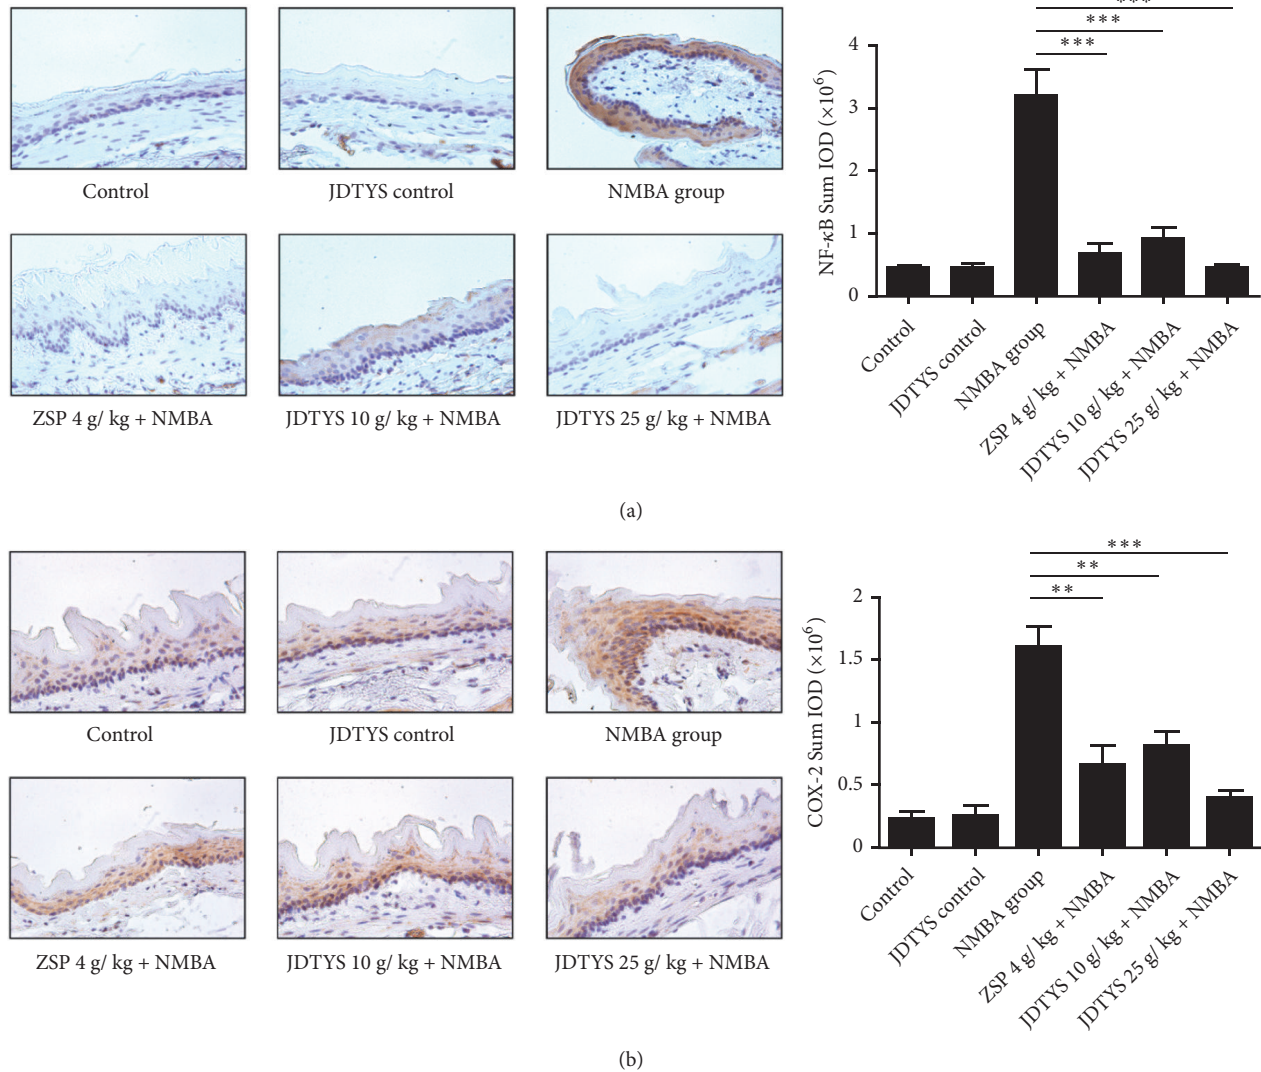 Control
JDTYS control
NMBA group
ZSP 4 g/ kg + NMBA
JDTYS 10 g/ kg + NMBA
JDTYS 25 g/ kg + NMBA
***
***
***
NF-κB Sum IOD (×10⁶)
4
3
2
1
0
Control
JDTYS control
NMBA group
ZSP 4 g/ kg + NMBA
JDTYS 10 g/ kg + NMBA
JDTYS 25 g/ kg + NMBA
(a)
Control
JDTYS control
NMBA group
ZSP 4 g/ kg + NMBA
JDTYS 10 g/ kg + NMBA
JDTYS 25 g/ kg + NMBA
***
**
**
COX-2 Sum IOD (×10⁶)
2
1.5
1
0.5
0
Control
JDTYS control
NMBA group
ZSP 4 g/ kg + NMBA
JDTYS 10 g/ kg + NMBA
JDTYS 25 g/ kg + NMBA
(b)